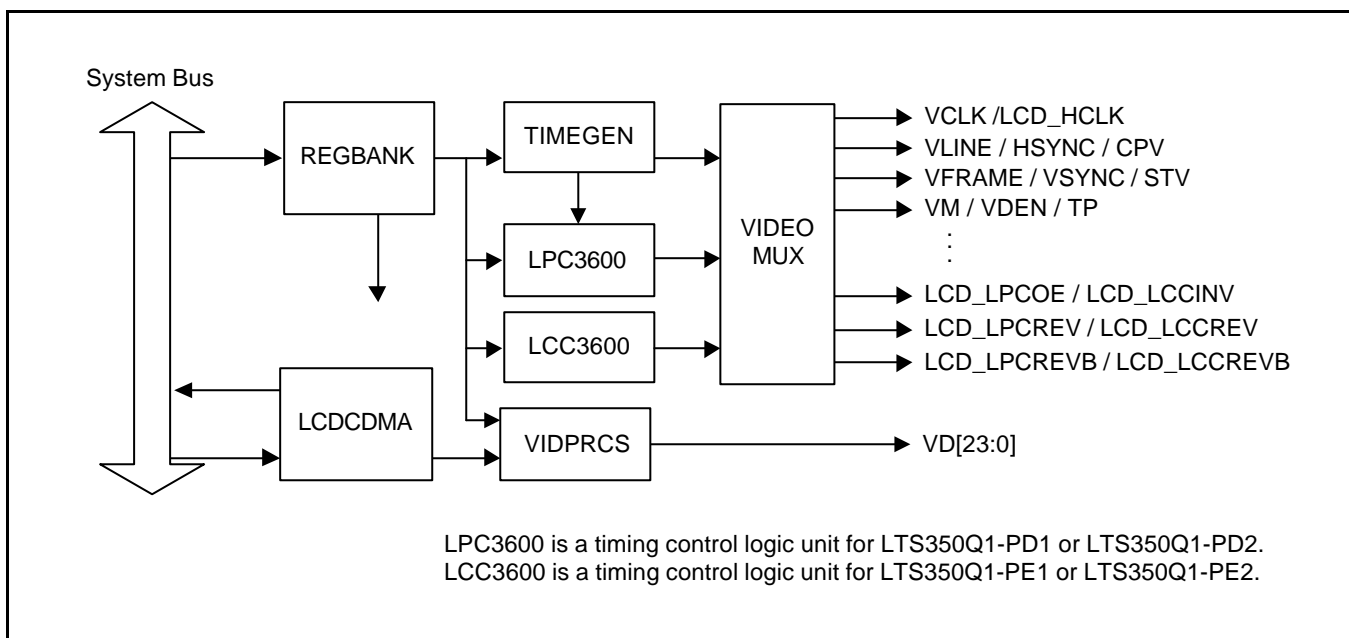 System Bus
REGBANK
TIMEGEN
LPC3600
LCC3600
VIDEO
MUX
LCDCDMA
VIDPRCS
VCLK /LCD_HCLK
VLINE / HSYNC / CPV
VFRAME / VSYNC / STV
VM / VDEN / TP
LCD_LPCOE / LCD_LCCINV
LCD_LPCREV / LCD_LCCREV
LCD_LPCREVB / LCD_LCCREVB
VD[23:0]
LPC3600 is a timing control logic unit for LTS350Q1-PD1 or LTS350Q1-PD2.
LCC3600 is a timing control logic unit for LTS350Q1-PE1 or LTS350Q1-PE2.